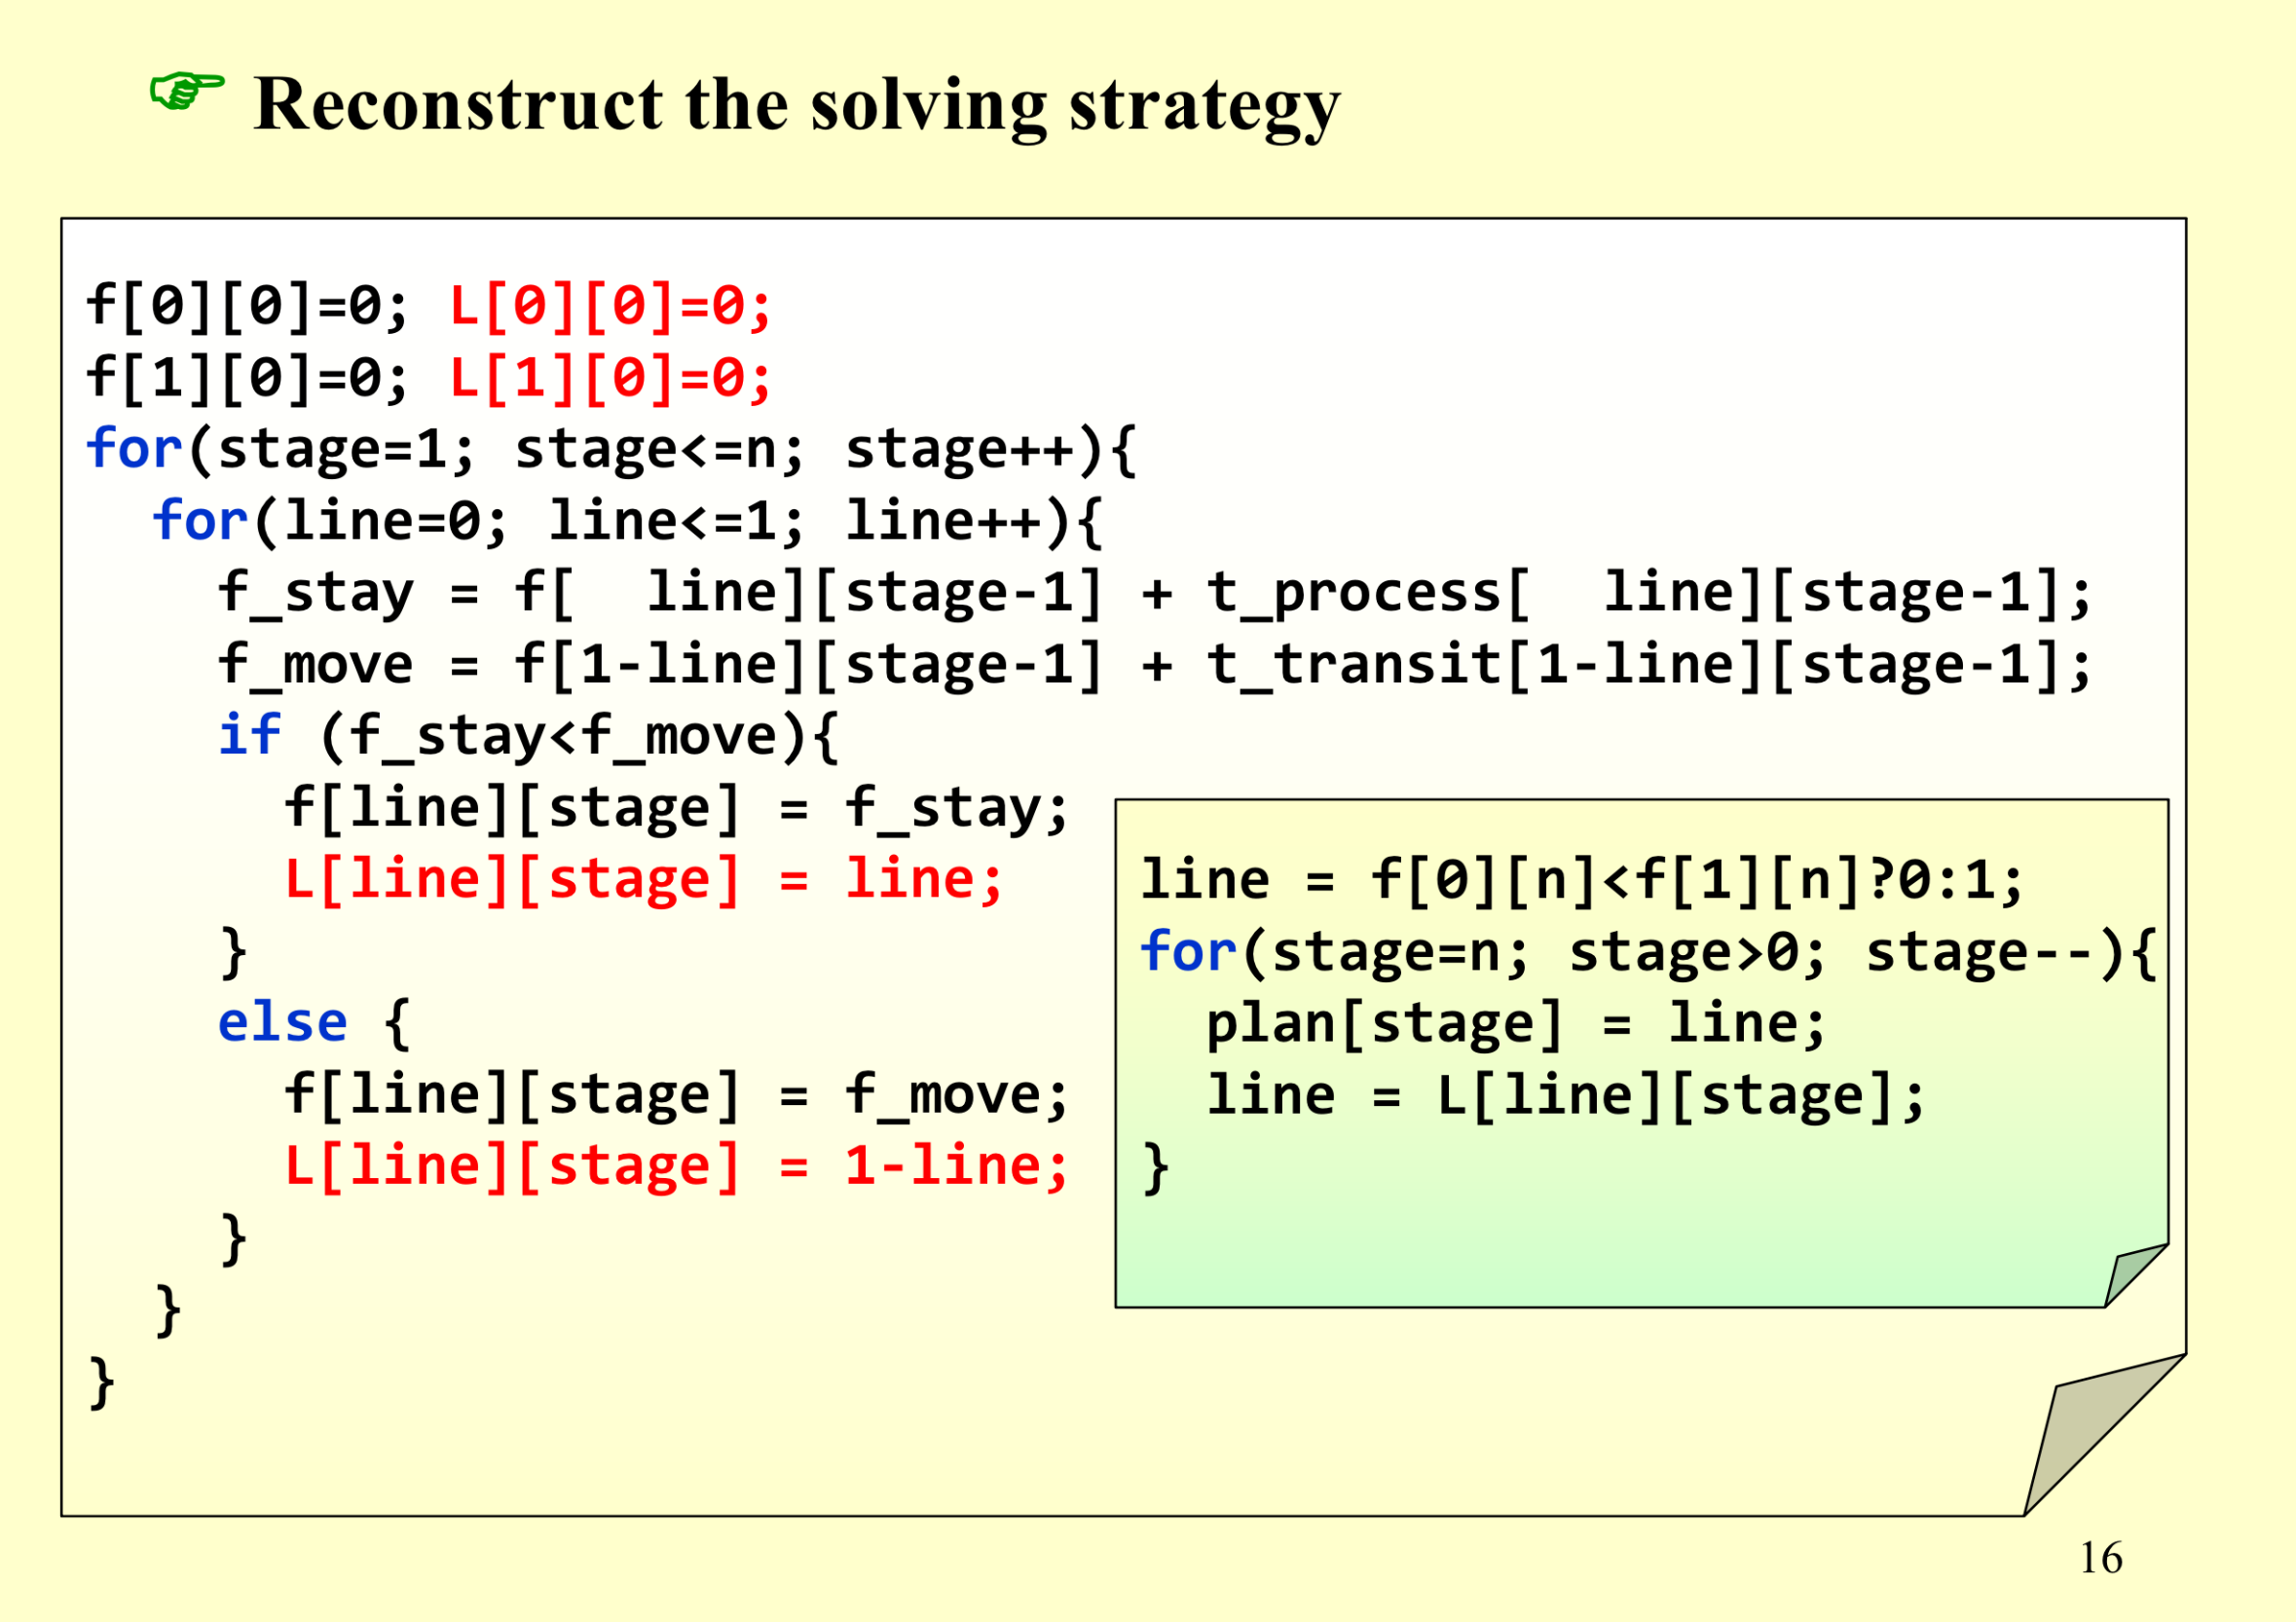 Reconstruct the solving strategy
f[0][0]=0; L[0][0]=0;
f[1][0]=0; L[1][0]=0;
for(stage=1; stage<=n; stage++){
  for(line=0; line<=1; line++){
    f_stay = f[  line][stage-1] + t_process[  line][stage-1];
    f_move = f[1-line][stage-1] + t_transit[1-line][stage-1];
    if (f_stay<f_move){
      f[line][stage] = f_stay;
      L[line][stage] = line;
    }
    else {
      f[line][stage] = f_move;
      L[line][stage] = 1-line;
    }
  }
}
line = f[0][n]<f[1][n]?0:1;
for(stage=n; stage>0; stage--){
  plan[stage] = line;
  line = L[line][stage];
}
16